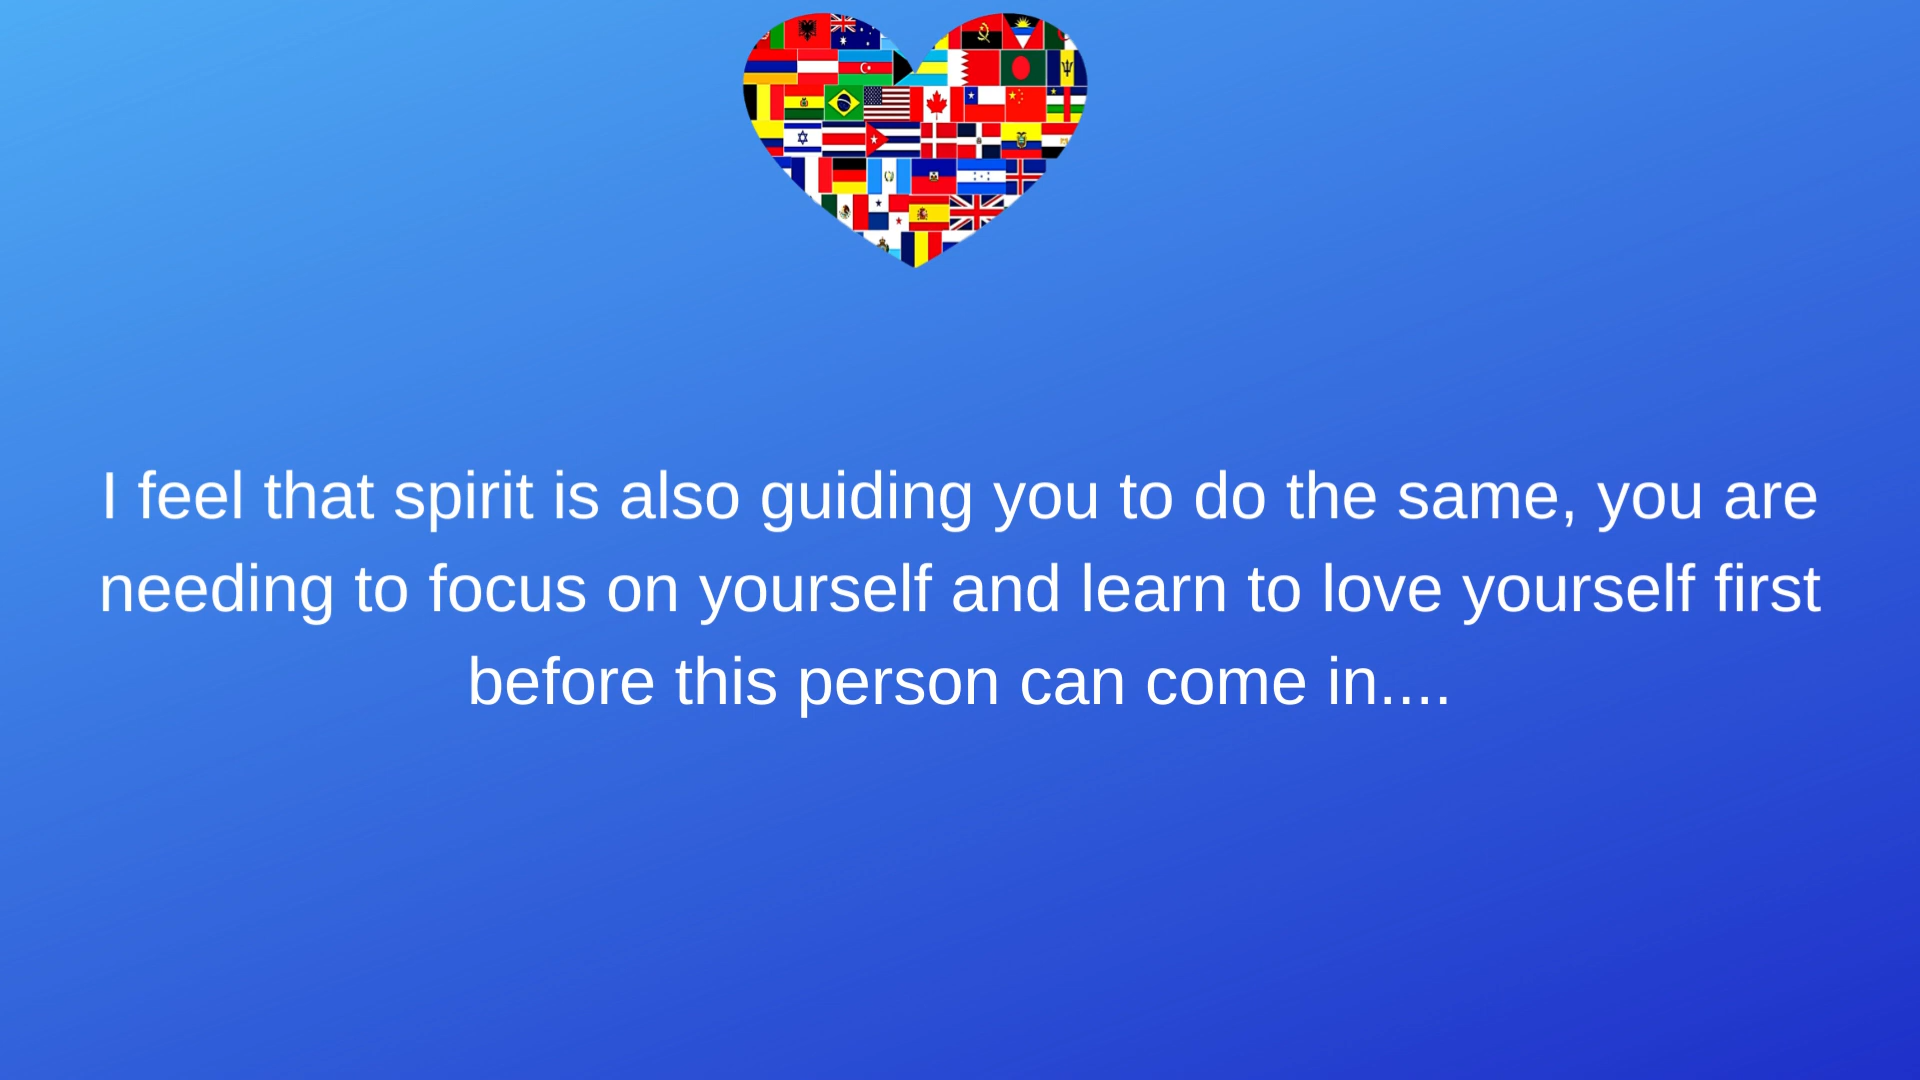 I feel that spirit is also guiding you to do the same, you are
needing to focus on yourself and learn to love yourself first
before this person can come in....